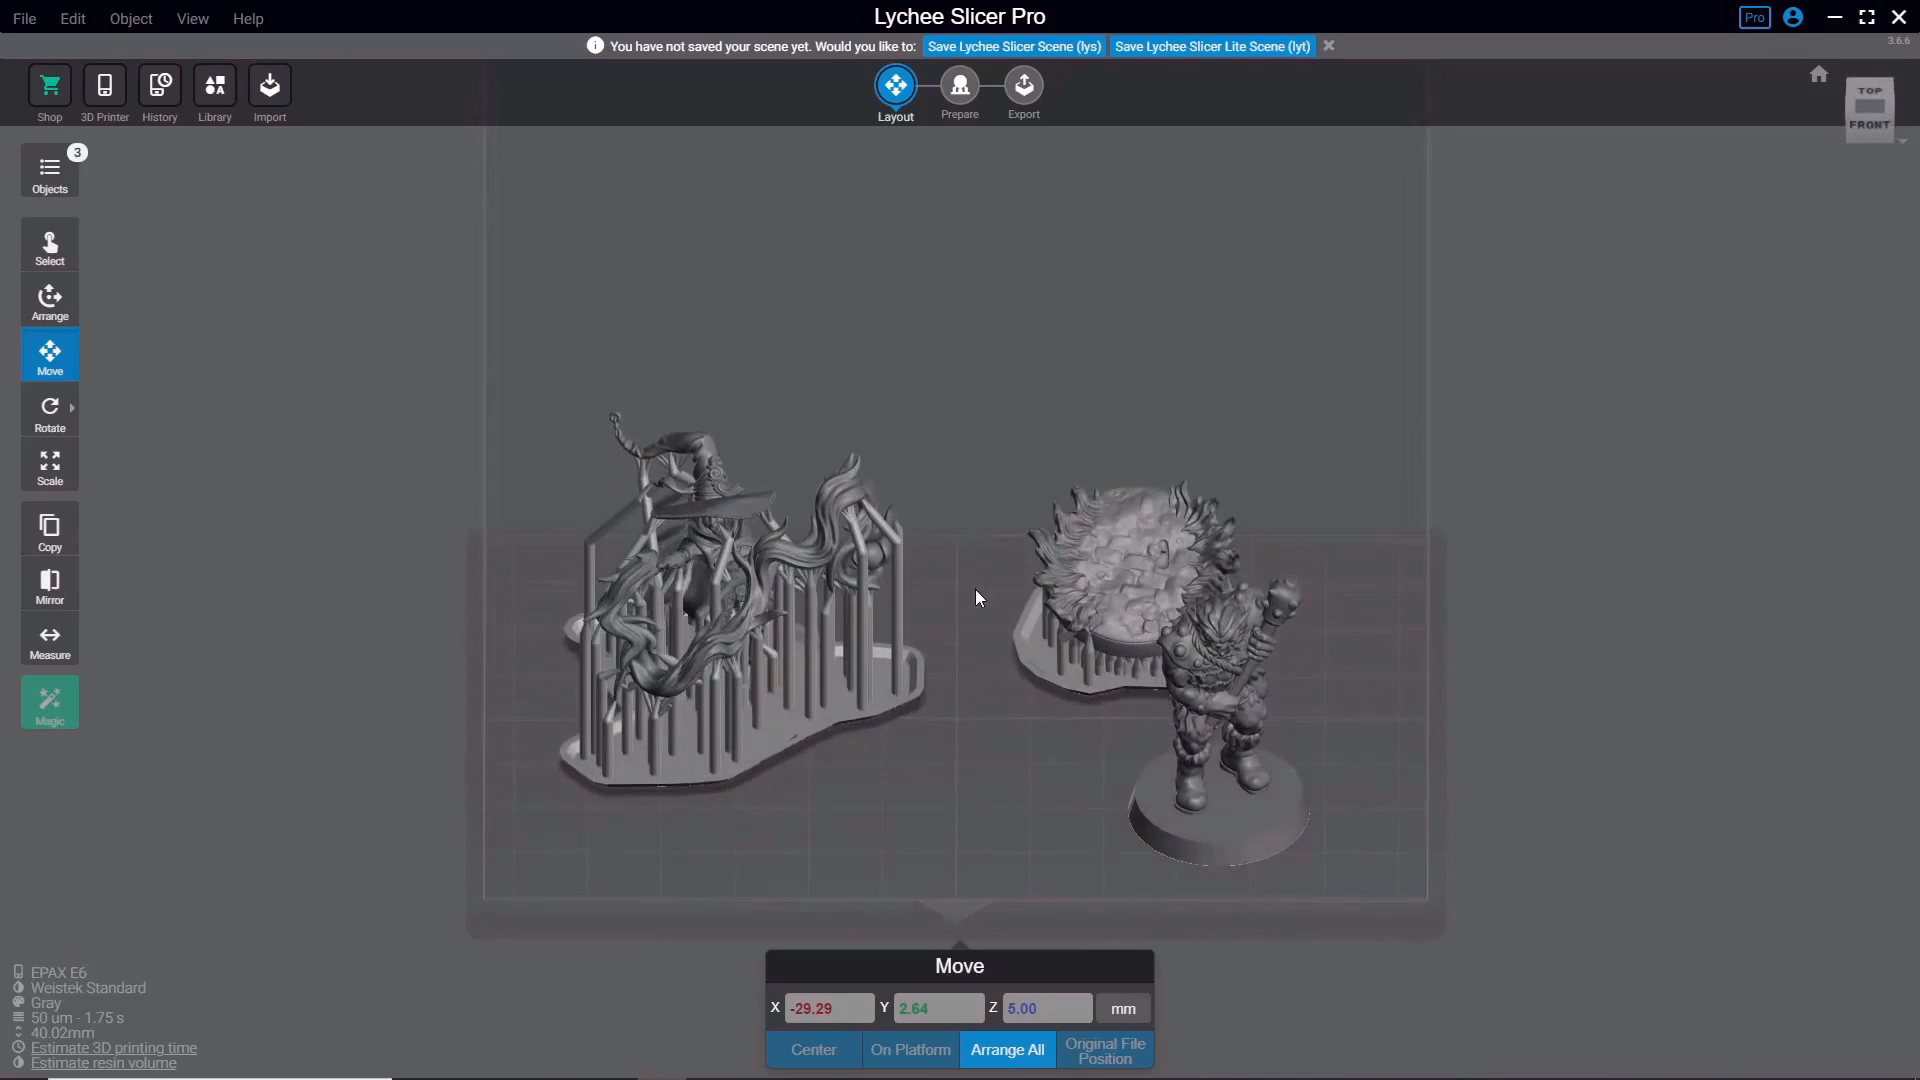 File Edit Object View Help
Lychee Slicer Pro
Pro
You have not saved your scene yet. Would you like to: Save Lychee Slicer Scene (lys) Save Lychee Slicer Lite Scene (lyt)
3.6.6
Shop 3D Printer History Library Import
Layout Prepare Export
TOP
FRONT
3
Objects
Select
Arrange
Move
Rotate
Scale
Copy
Mirror
Measure
Magic
EPAX E6
Weistek Standard
Gray
50 um - 1.75 s
40.02mm
Estimate 3D printing time
Estimate resin volume
Move
X -29.29 Y 2.64 Z 5.00 mm
Center On Platform Arrange All Original File Position